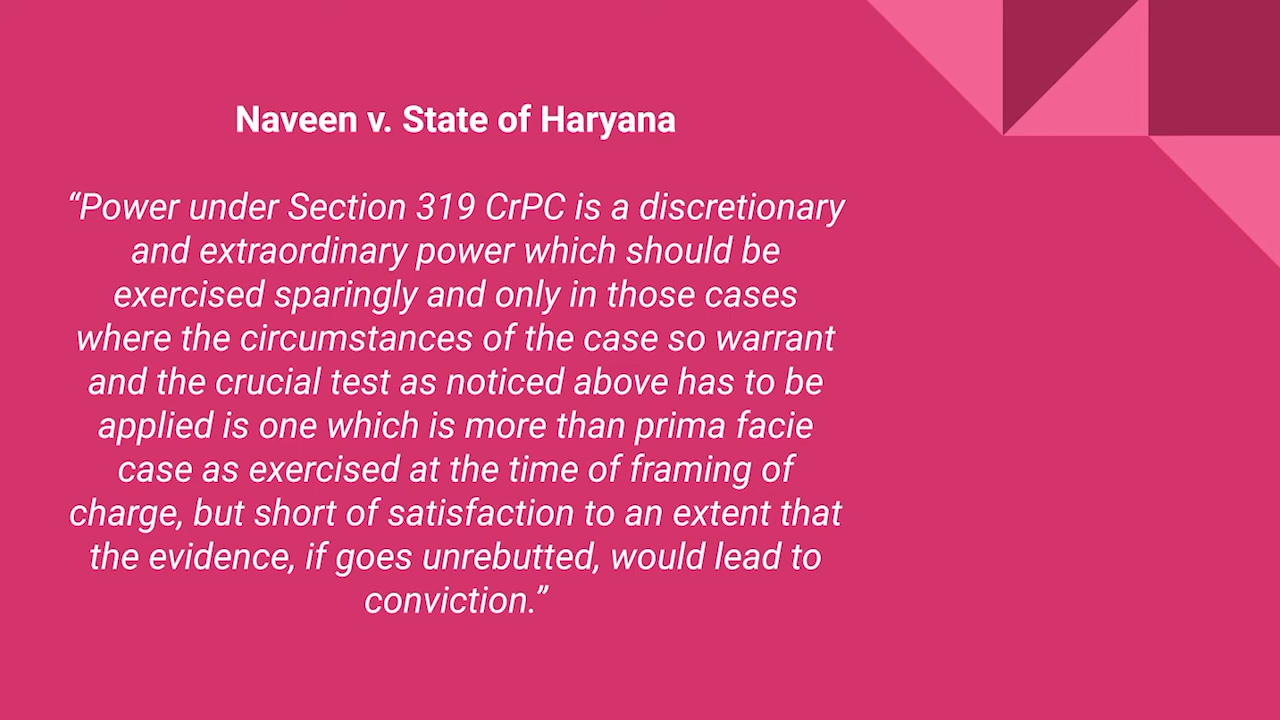 Naveen v. State of Haryana
“Power under Section 319 CrPC is a discretionary
and extraordinary power which should be
exercised sparingly and only in those cases
where the circumstances of the case so warrant
and the crucial test as noticed above has to be
applied is one which is more than prima facie
case as exercised at the time of framing of
charge, but short of satisfaction to an extent that
the evidence, if goes unrebutted, would lead to
conviction.”